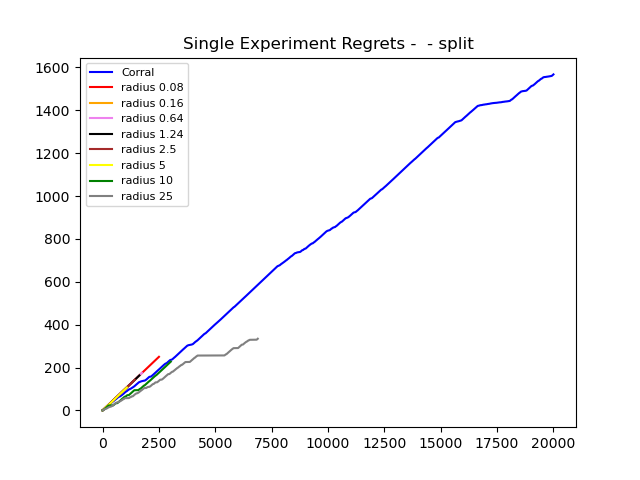 Single Experiment Regrets -  - split
1600
1400
1200
1000
800
600
400
200
0
Corral
radius 0.08
radius 0.16
radius 0.64
radius 1.24
radius 2.5
radius 5
radius 10
radius 25
0 2500 5000 7500 10000 12500 15000 17500 20000